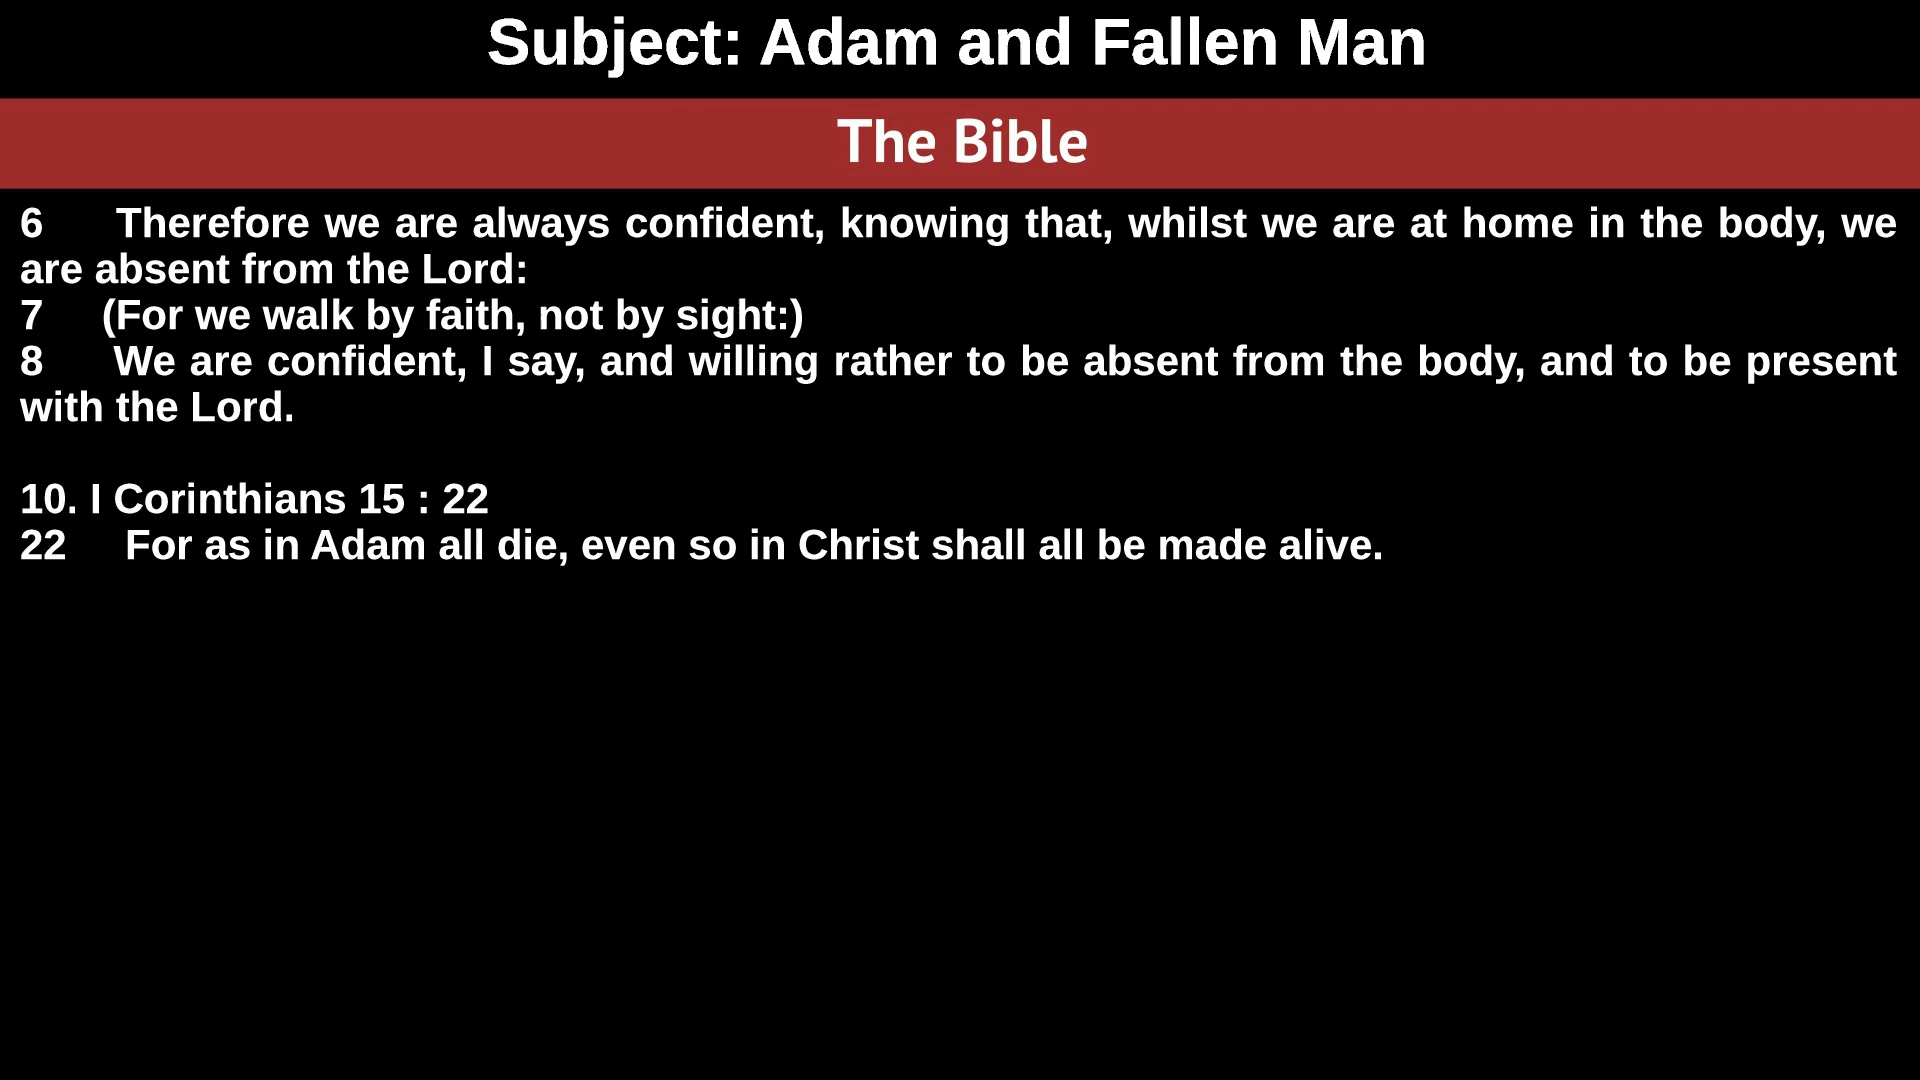 Subject: Adam and Fallen Man
The Bible
6 Therefore we are always confident, knowing that, whilst we are at home in the body, we
are absent from the Lord:
7 (For we walk by faith, not by sight:)
8 We are confident, I say, and willing rather to be absent from the body, and to be present
with the Lord.
10. I Corinthians 15 : 22
22 For as in Adam all die, even so in Christ shall all be made alive.